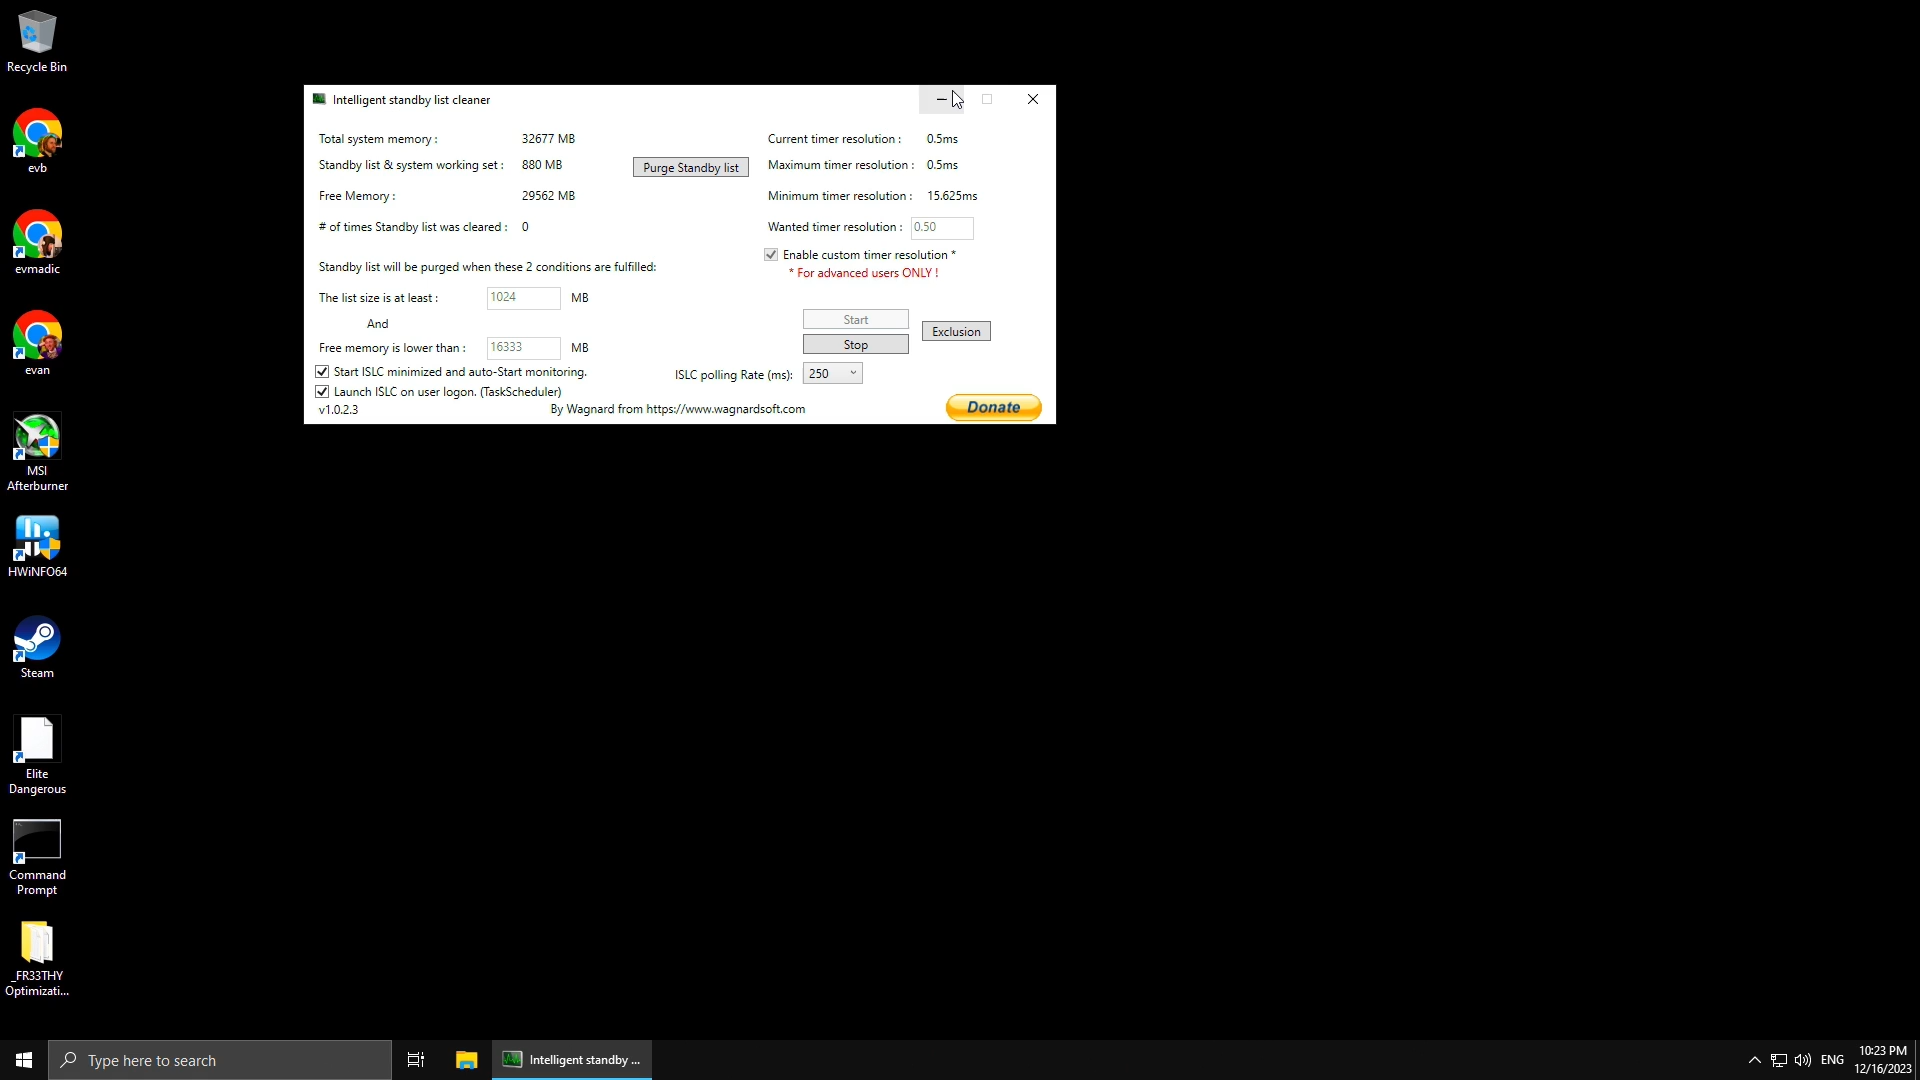 Recycle Bin
evb
evmadic
evan
MSI
Afterburner
HWiNFO64
Steam
Elite
Dangerous
Command
Prompt
_FR33THY
Optimizati...
Intelligent standby list cleaner
Total system memory : 32677 MB
Standby list & system working set : 880 MB
Purge Standby list
Free Memory : 29562 MB
# of times Standby list was cleared : 0
Current timer resolution : 0.5ms
Maximum timer resolution : 0.5ms
Minimum timer resolution : 15.625ms
Wanted timer resolution : 0.50
Enable custom timer resolution *
* For advanced users ONLY !
Standby list will be purged when these 2 conditions are fulfilled:
The list size is at least : 1024 MB
And
Free memory is lower than : 16333 MB
Start
Stop
Exclusion
Start ISLC minimized and auto-Start monitoring.
ISLC polling Rate (ms): 250
Launch ISLC on user logon. (TaskScheduler)
v1.0.2.3
By Wagnard from https://www.wagnardsoft.com
Donate
Type here to search
Intelligent standby ...
ENG
10:23 PM
12/16/2023